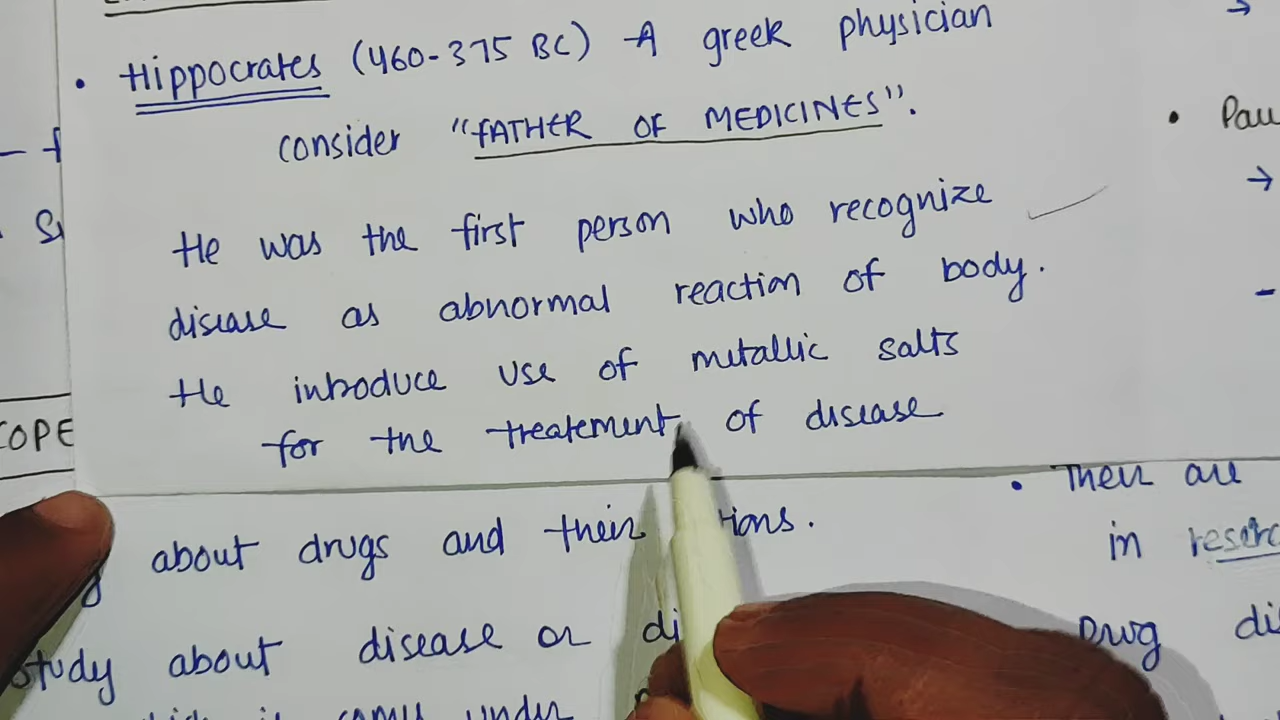 • Hippocrates (460-375 BC) A greek physician
consider "FATHER OF MEDICINES".
He was the first person who recognize
disease as abnormal reaction of body.
He introduce use of metallic salts
for the treatement of disease
about drugs and their
study about disease or
under
COPE
• Pau
→
• Their are
in
Drug